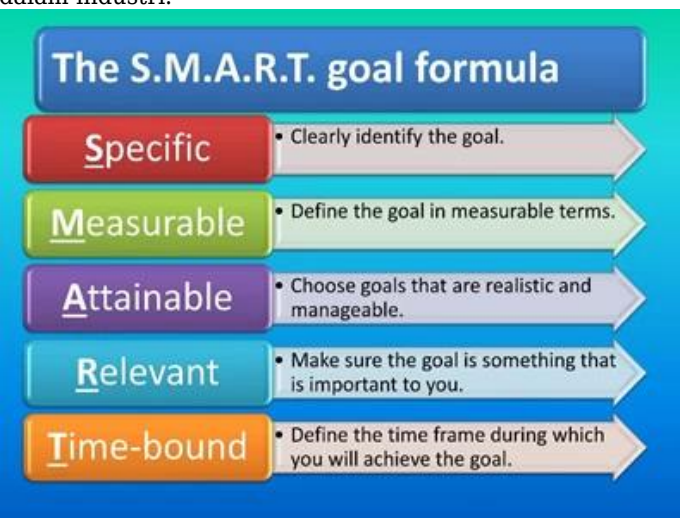 dalam industri.
The S.M.A.R.T. goal formula
Specific
• Clearly identify the goal.
Measurable
• Define the goal in measurable terms.
Attainable
• Choose goals that are realistic and
manageable.
Relevant
• Make sure the goal is something that
is important to you.
Time-bound
• Define the time frame during which
you will achieve the goal.